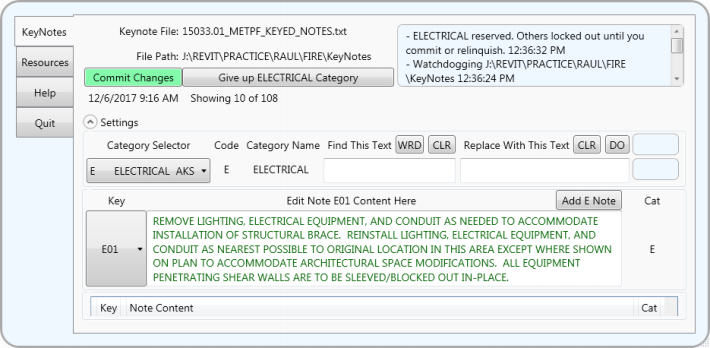 KeyNotes
Resources
Help
Quit
Keynote File: 15033.01_METPF_KEYED_NOTES.txt
File Path: J:\REVIT\PRACTICE\RAUL\FIRE\KeyNotes
Commit Changes
Give up ELECTRICAL Category
12/6/2017 9:16 AM Showing 10 of 108
- ELECTRICAL reserved. Others locked out until you
commit or relinquish. 12:36:32 PM
- Watchdogging J:\REVIT\PRACTICE\RAUL\FIRE
\KeyNotes 12:36:24 PM
Settings
Category Selector Code Category Name Find This Text WRD CLR Replace With This Text CLR DO
E ELECTRICAL AKS E ELECTRICAL
Key Edit Note E01 Content Here Add E Note Cat
E01
REMOVE LIGHTING, ELECTRICAL EQUIPMENT, AND CONDUIT AS NEEDED TO ACCOMMODATE
INSTALLATION OF STRUCTURAL BRACE. REINSTALL LIGHTING, ELECTRICAL EQUIPMENT, AND
CONDUIT AS NEAREST POSSIBLE TO ORIGINAL LOCATION IN THIS AREA EXCEPT WHERE SHOWN
ON PLAN TO ACCOMMODATE ARCHITECTURAL SPACE MODIFICATIONS. ALL EQUIPMENT
PENETRATING SHEAR WALLS ARE TO BE SLEEVED/BLOCKED OUT IN-PLACE.
E
Key Note Content Cat